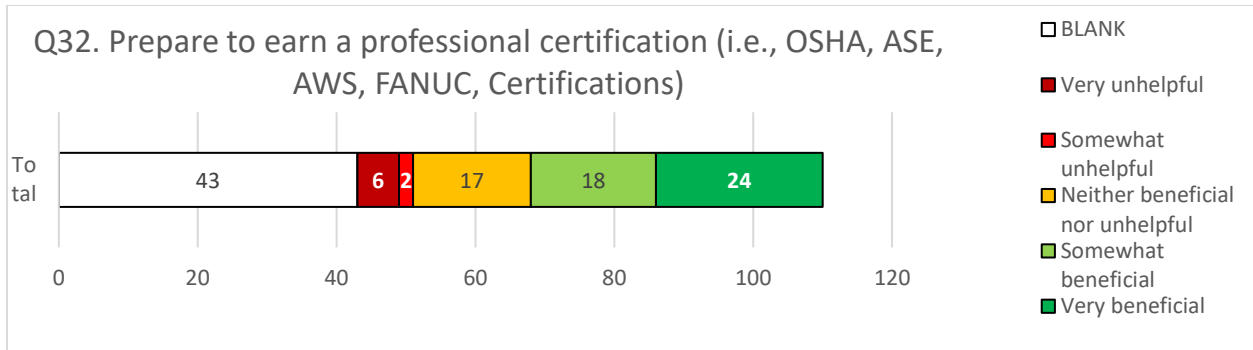 Q32. Prepare to earn a professional certification (i.e., OSHA, ASE,
AWS, FANUC, Certifications)
To
tal
43
6
2
17
18
24
0
20
40
60
80
100
120
BLANK
Very unhelpful
Somewhat
unhelpful
Neither beneficial
nor unhelpful
Somewhat
beneficial
Very beneficial